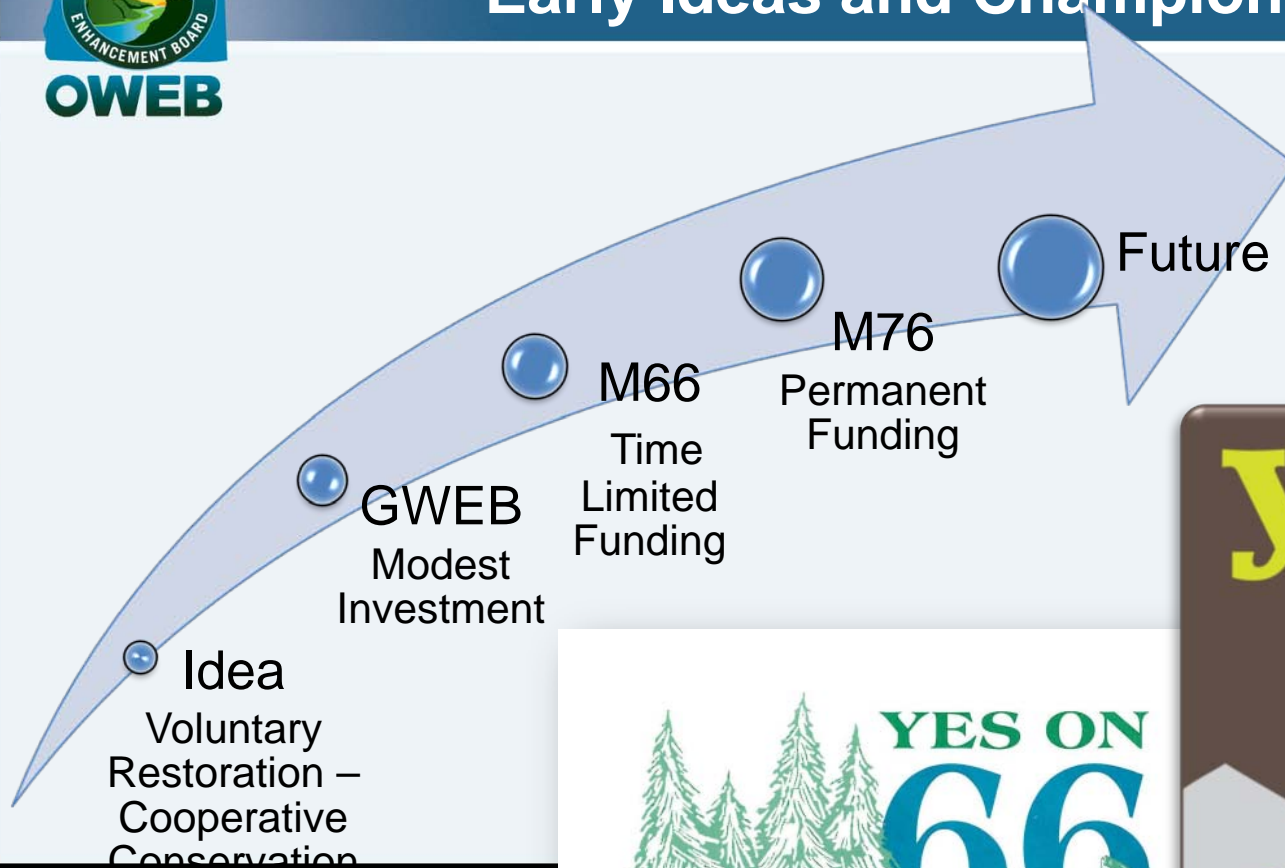 Early Ideas and Champion
ENHANCEMENT BOARD
OWEB
Future
M76
Permanent
Funding
M66
Time
Limited
Funding
GWEB
Modest
Investment
Idea
Voluntary
Restoration –
Cooperative
Conservation
YES ON
66
y